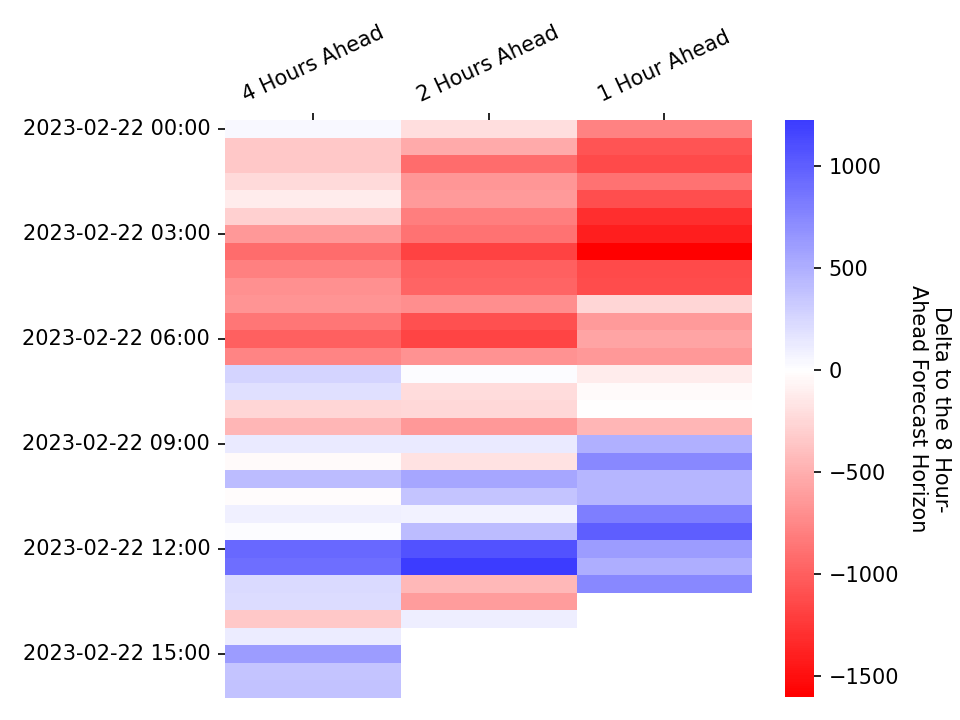 4 Hours Ahead
2 Hours Ahead
1 Hour Ahead
2023-02-22 00:00
2023-02-22 03:00
2023-02-22 06:00
2023-02-22 09:00
2023-02-22 12:00
2023-02-22 15:00
1000
500
0
−500
−1000
−1500
Delta to the 8 Hour-
Ahead Forecast Horizon